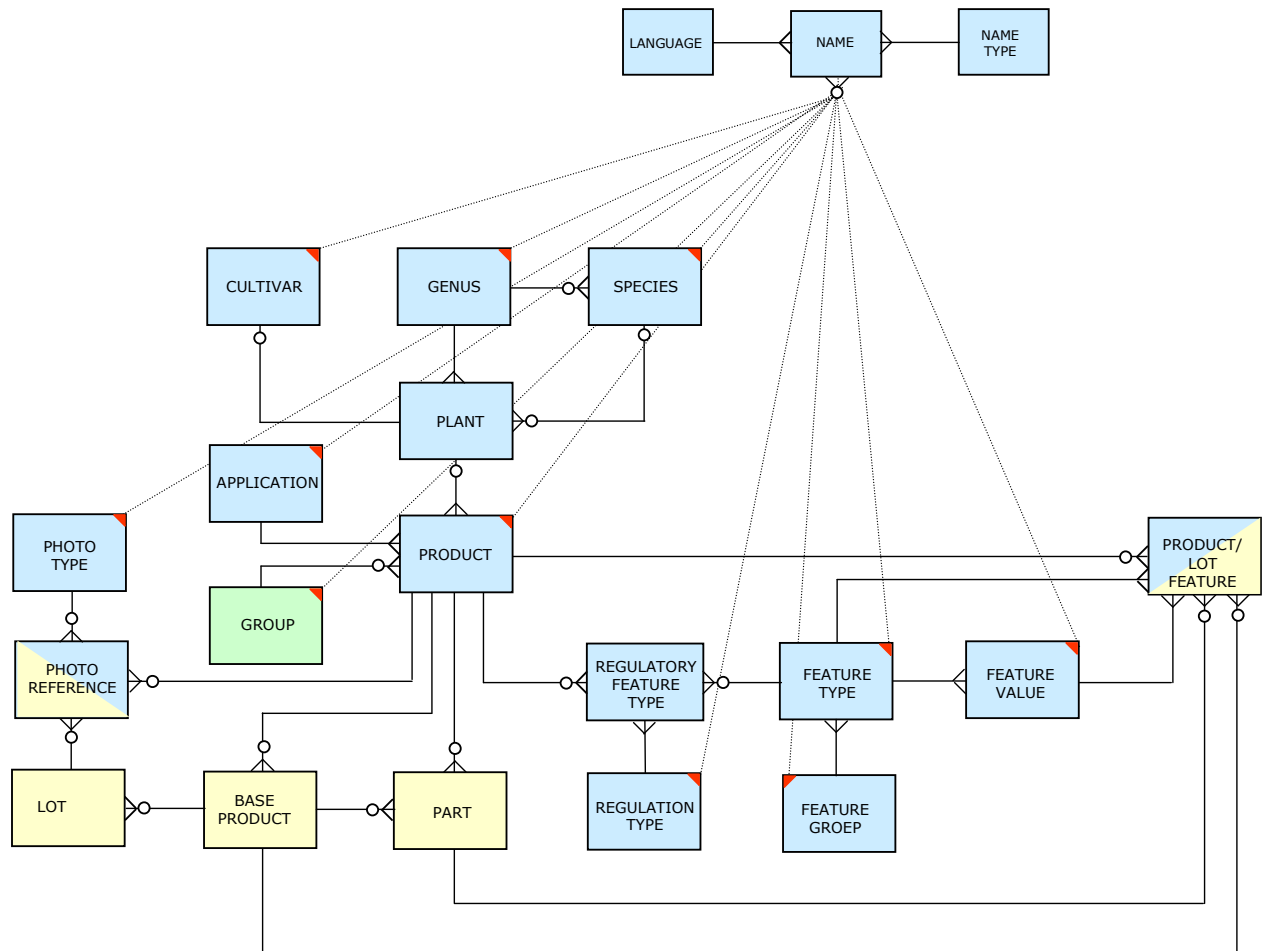 LANGUAGE
NAME
NAME
TYPE
CULTIVAR
GENUS
SPECIES
PLANT
APPLICATION
PHOTO
TYPE
PRODUCT
PRODUCT/
LOT
FEATURE
GROUP
PHOTO
REFERENCE
REGULATORY
FEATURE
TYPE
FEATURE
TYPE
FEATURE
VALUE
LOT
BASE
PRODUCT
PART
REGULATION
TYPE
FEATURE
GROEP